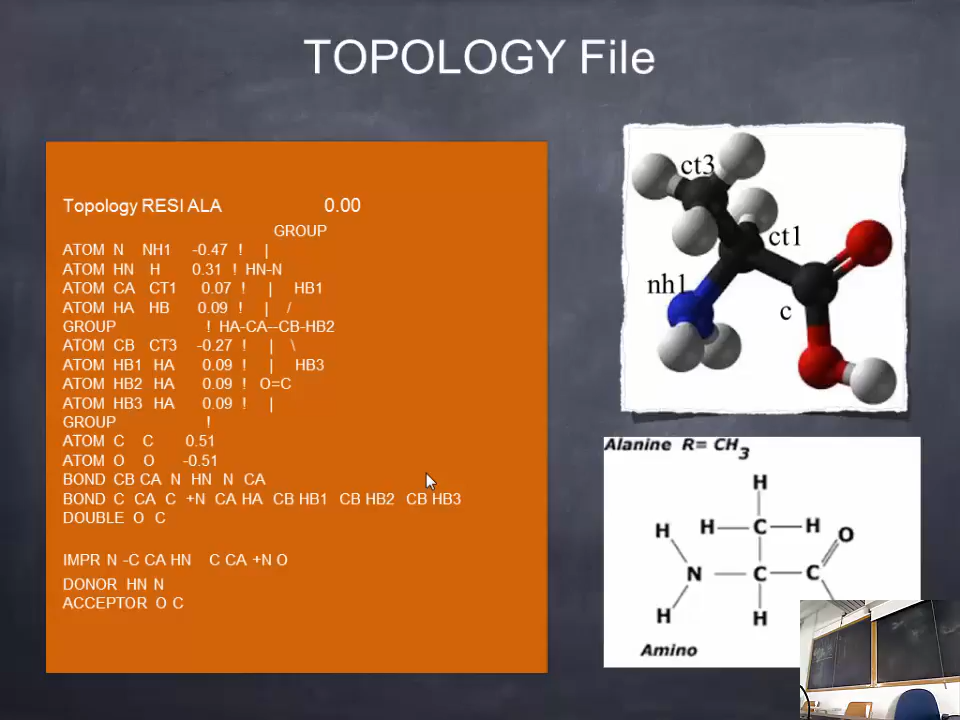 TOPOLOGY File
Topology RESI ALA 0.00
GROUP
ATOM N NH1 -0.47 ! |
ATOM HN H 0.31 ! HN-N
ATOM CA CT1 0.07 ! | HB1
ATOM HA HB 0.09 ! | /
GROUP ! HA-CA--CB-HB2
ATOM CB CT3 -0.27 ! | \
ATOM HB1 HA 0.09 ! | HB3
ATOM HB2 HA 0.09 ! O=C
ATOM HB3 HA 0.09 ! |
GROUP !
ATOM C C 0.51
ATOM O O -0.51
BOND CB CA N HN N CA
BOND C CA C +N CA HA CB HB1 CB HB2 CB HB3
DOUBLE O C
IMPR N -C CA HN C CA +N O
DONOR HN N
ACCEPTOR O C
ct3
ct1
nh1
c
Alanine R= CH3
H
H H C H O
N C C
H H
Amino